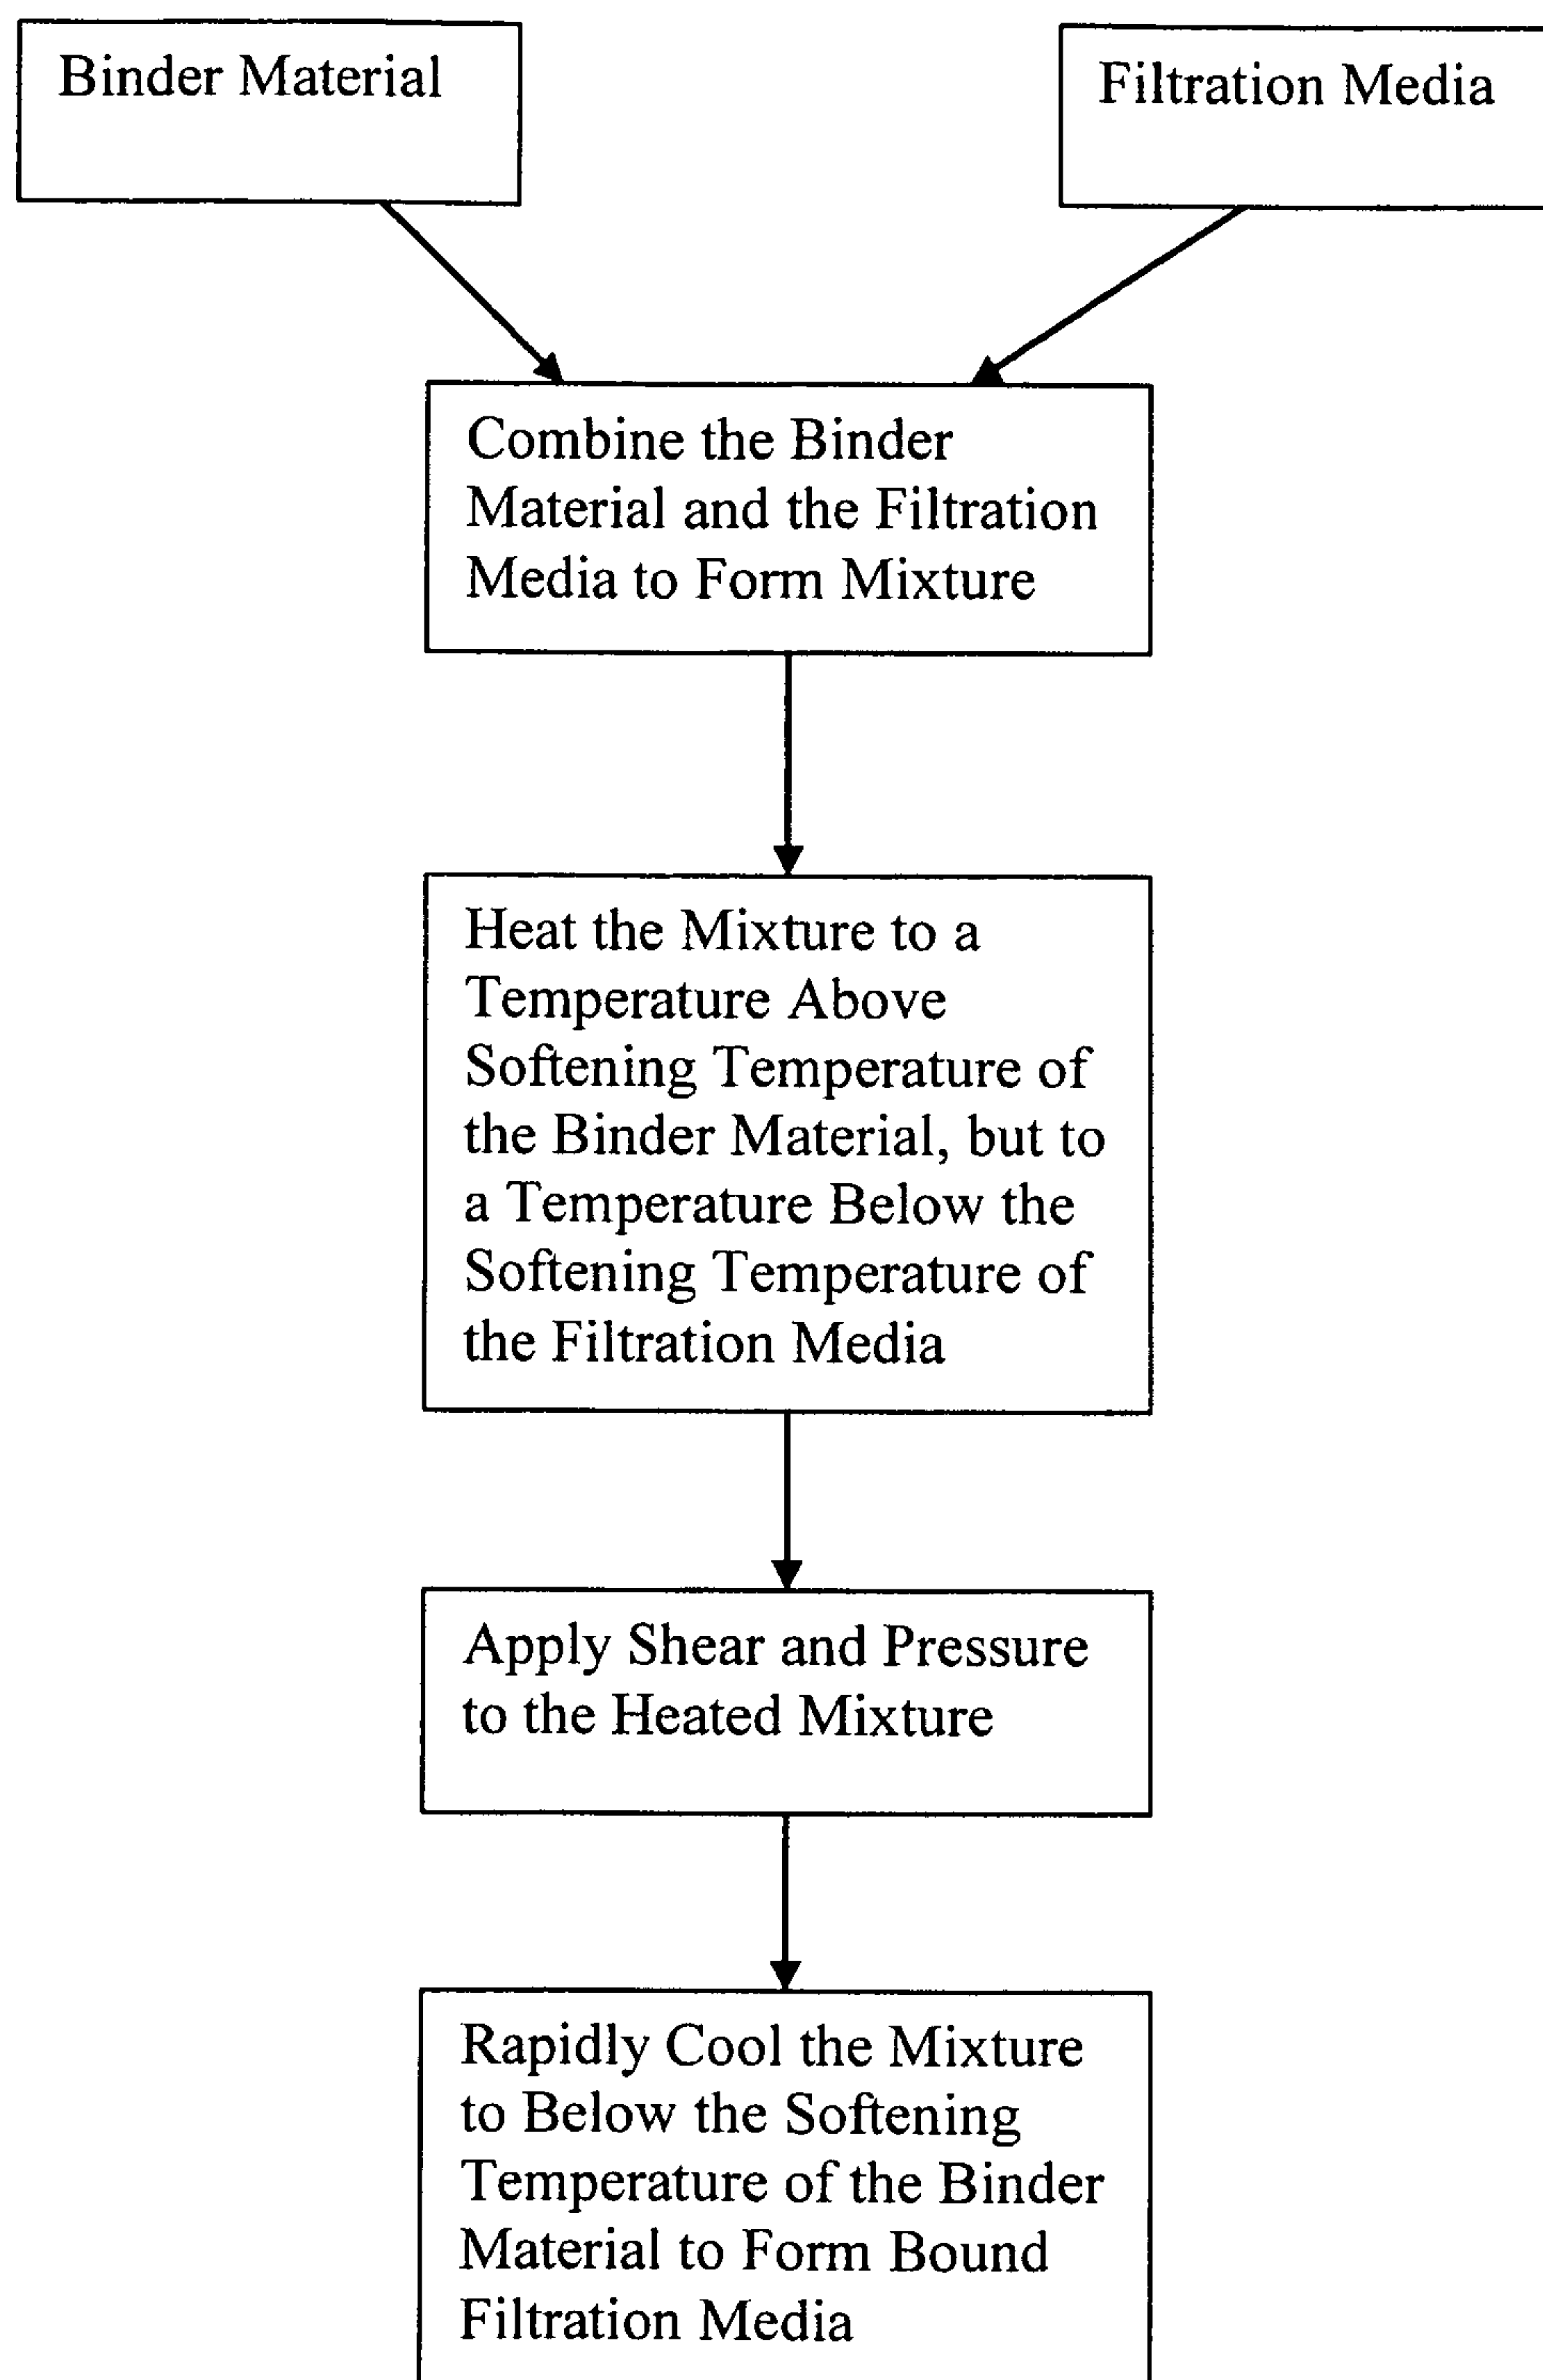 Binder Material
Filtration Media
Combine the Binder
Material and the Filtration
Media to Form Mixture
Heat the Mixture to a
Temperature Above
Softening Temperature of
the Binder Material, but to
a Temperature Below the
Softening Temperature of
the Filtration Media
Apply Shear and Pressure
to the Heated Mixture
Rapidly Cool the Mixture
to Below the Softening
Temperature of the Binder
Material to Form Bound
Filtration Media